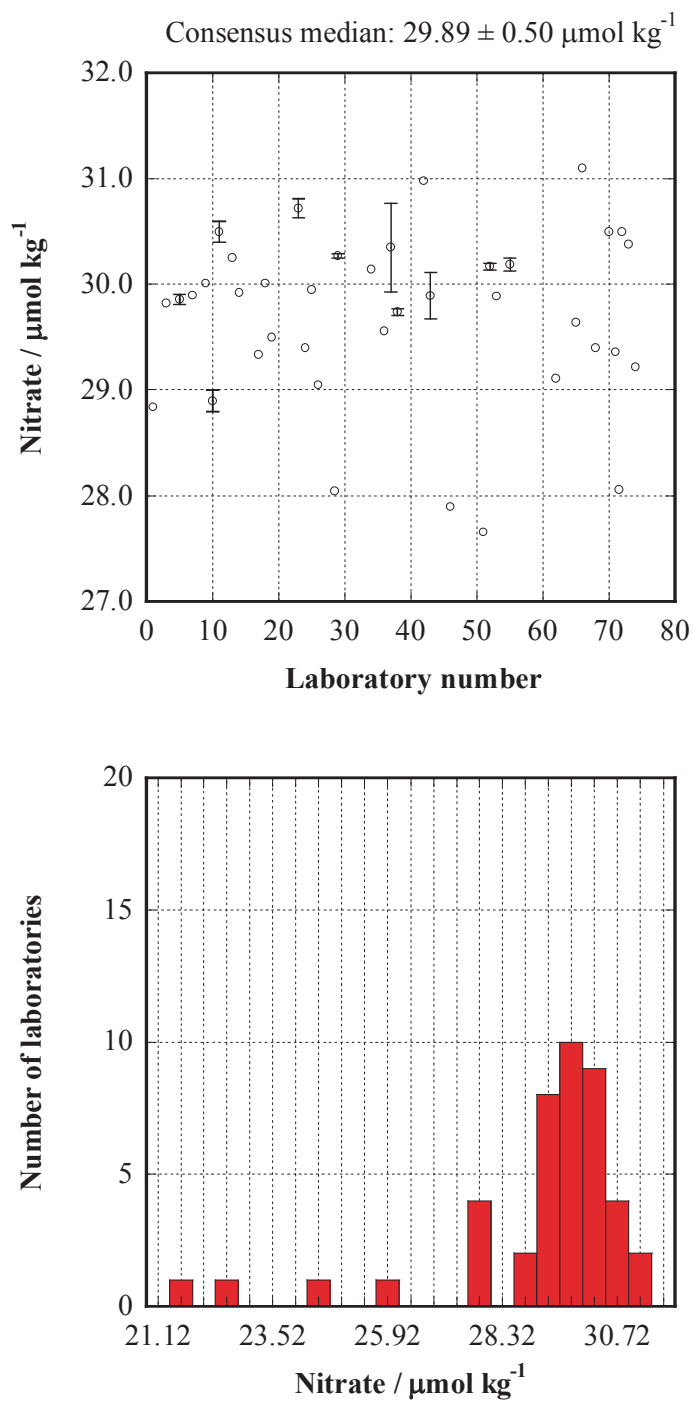 Consensus median: 29.89 ± 0.50 μmol kg⁻¹
Nitrate / μmol kg⁻¹
32.0
31.0
30.0
29.0
28.0
27.0
0 10 20 30 40 50 60 70 80
Laboratory number
Number of laboratories
20
15
10
5
0
21.12 23.52 25.92 28.32 30.72
Nitrate / μmol kg⁻¹